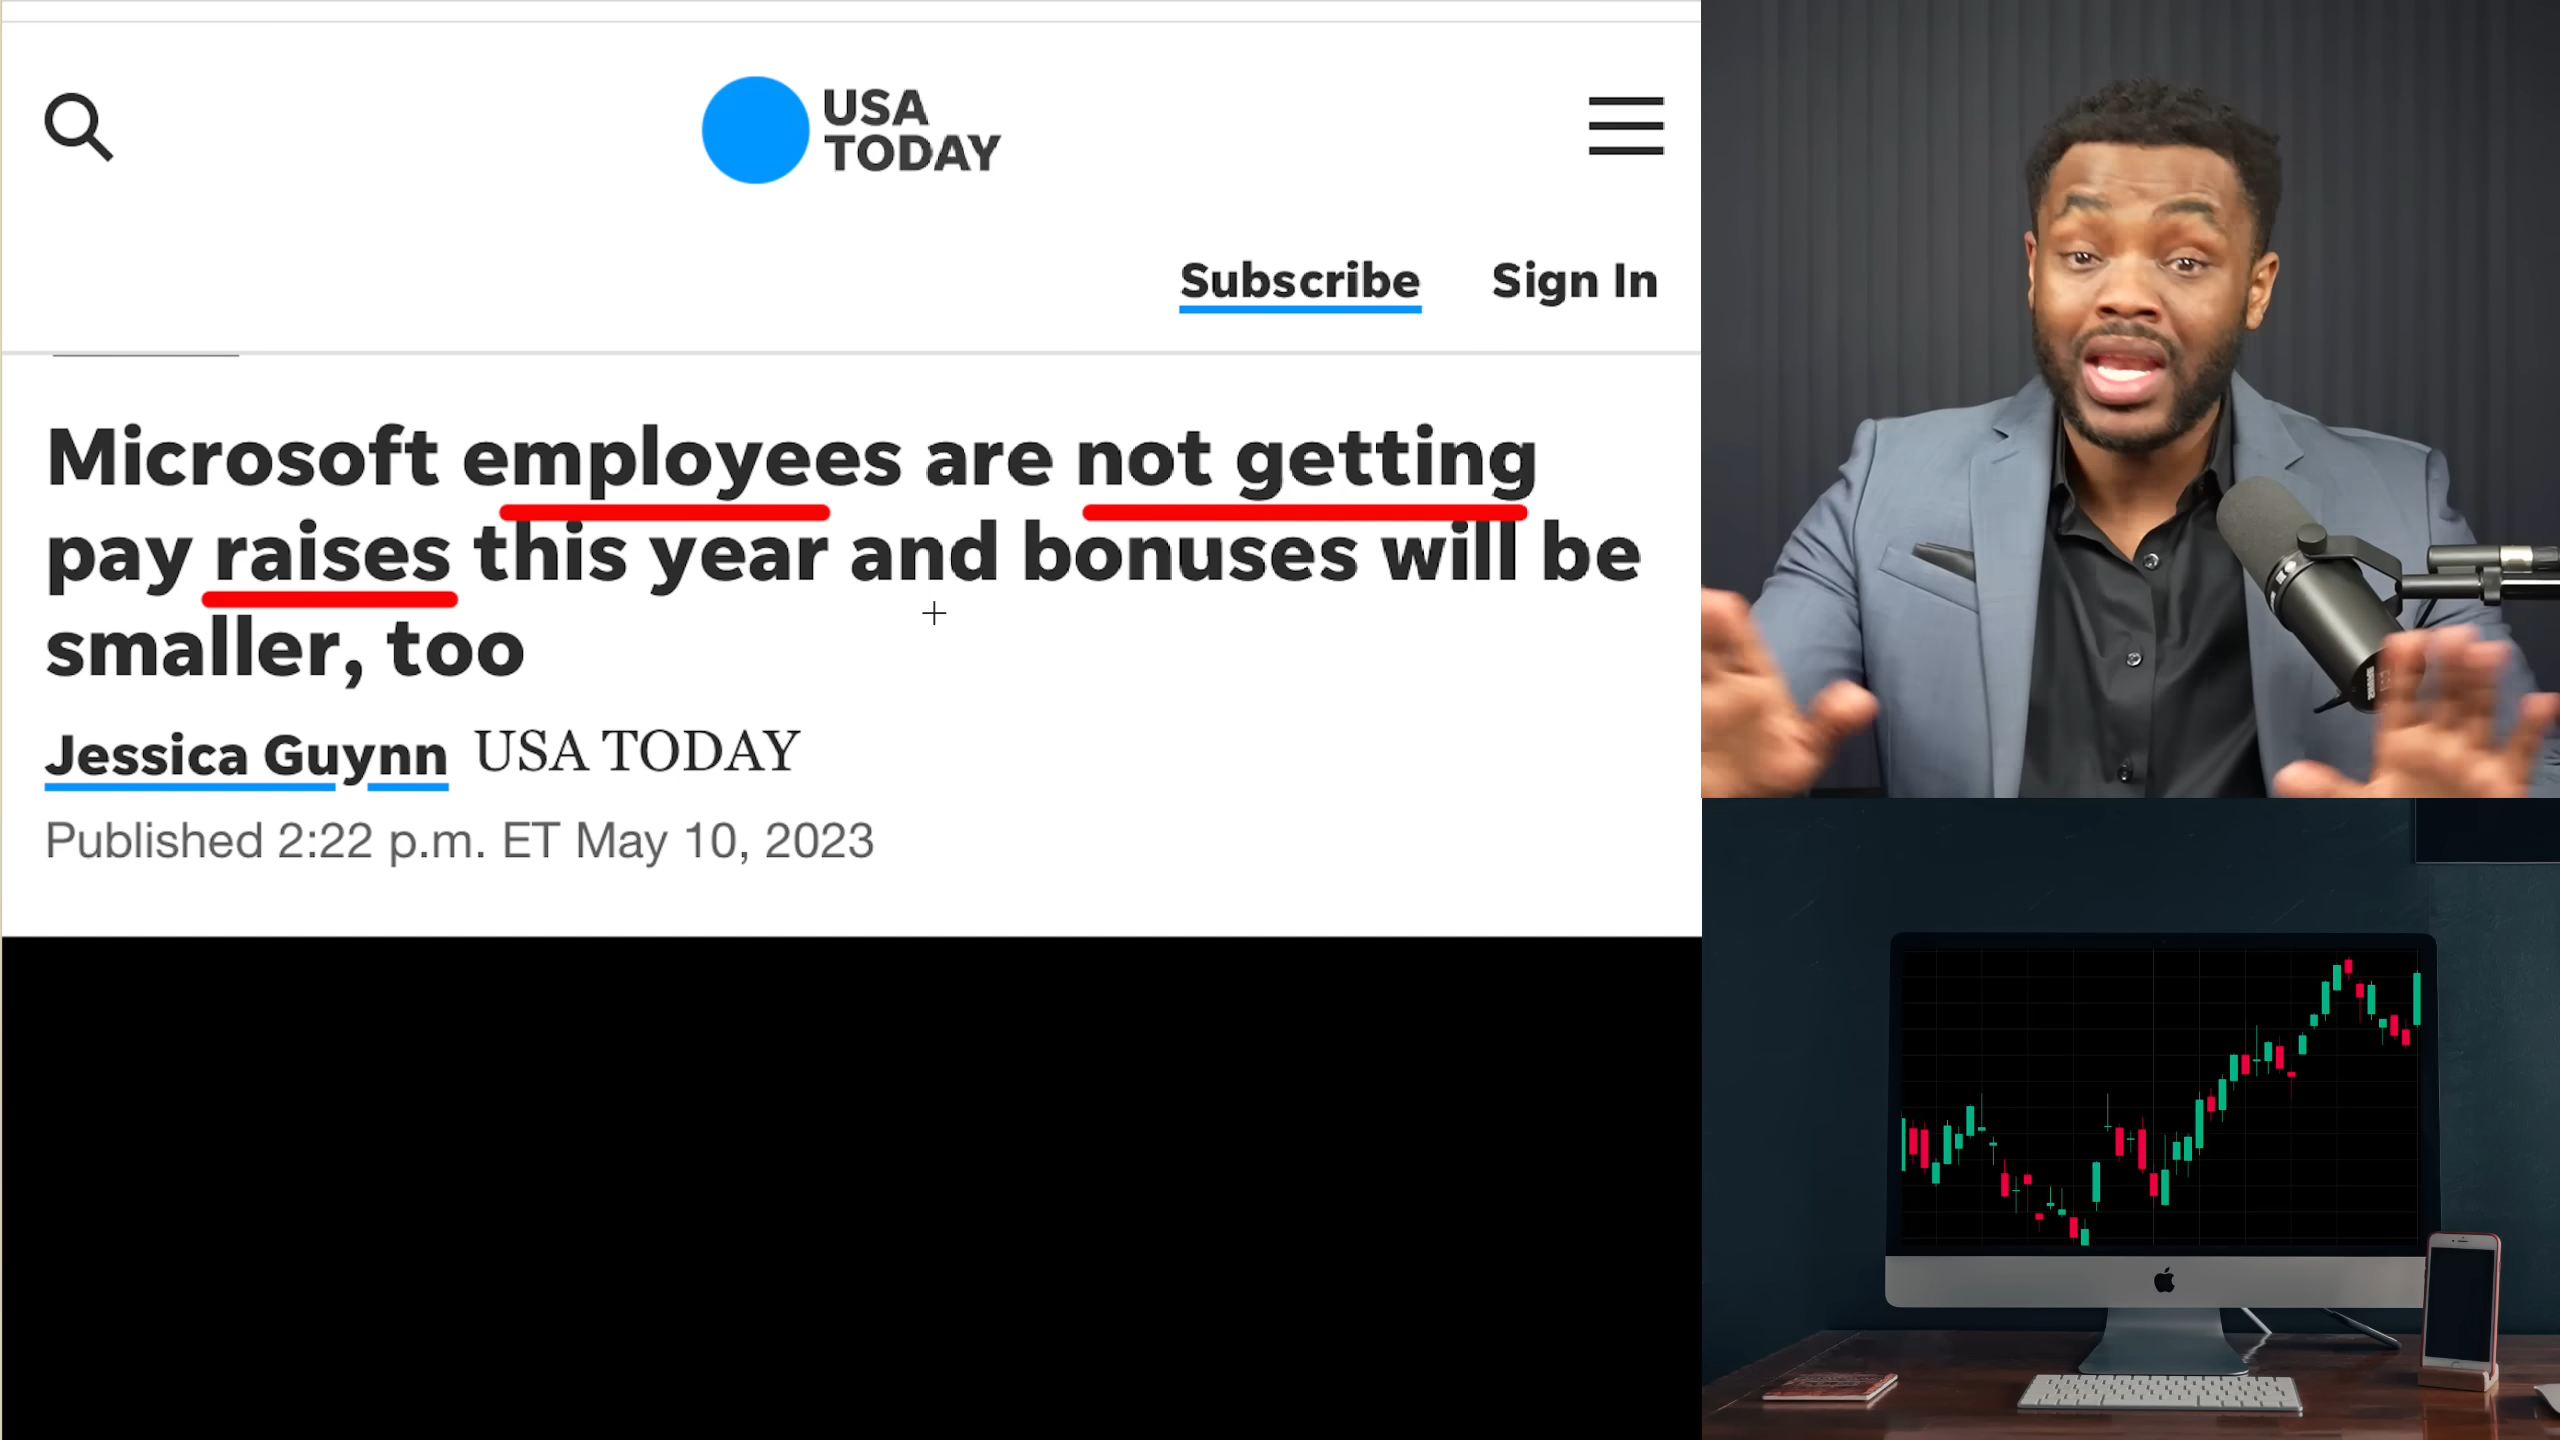 USA
TODAY
Subscribe Sign In
Microsoft employees are not getting
pay raises this year and bonuses will be
smaller, too
Jessica Guynn USA TODAY
Published 2:22 p.m. ET May 10, 2023